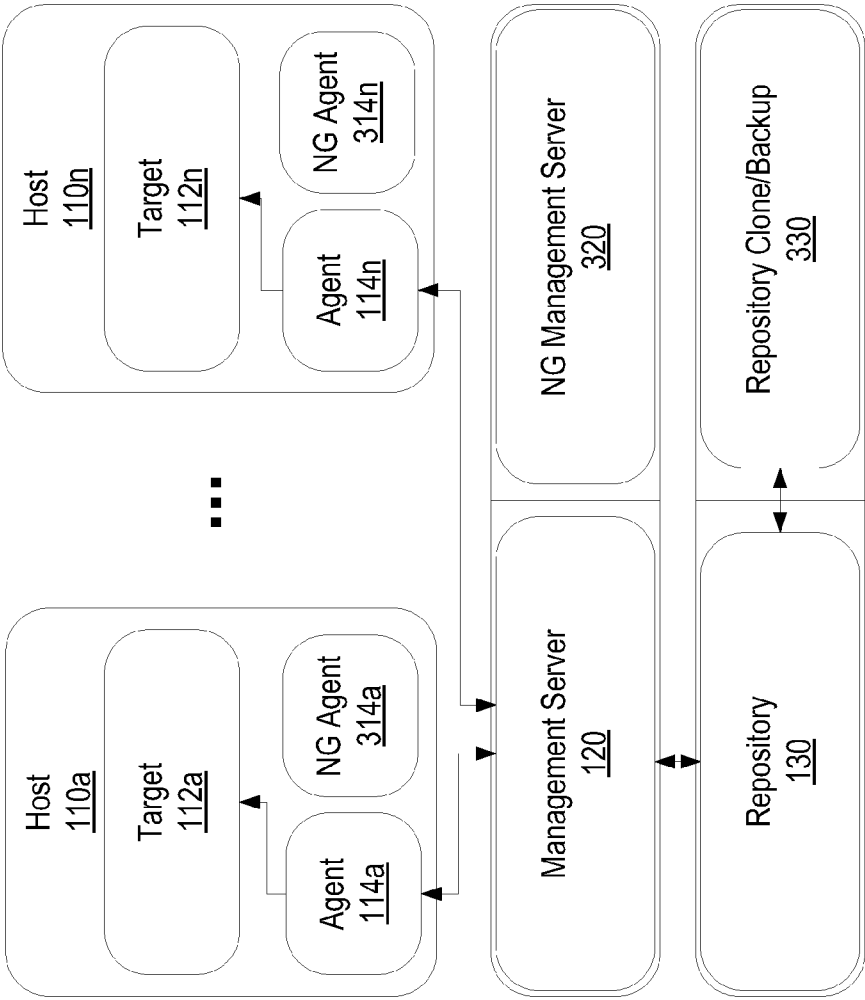 Host
110a
Target
112a
Agent
114a
NG Agent
314a
...
Host
110n
Target
112n
Agent
114n
NG Agent
314n
Management Server
120
NG Management Server
320
Repository
130
Repository Clone/Backup
330